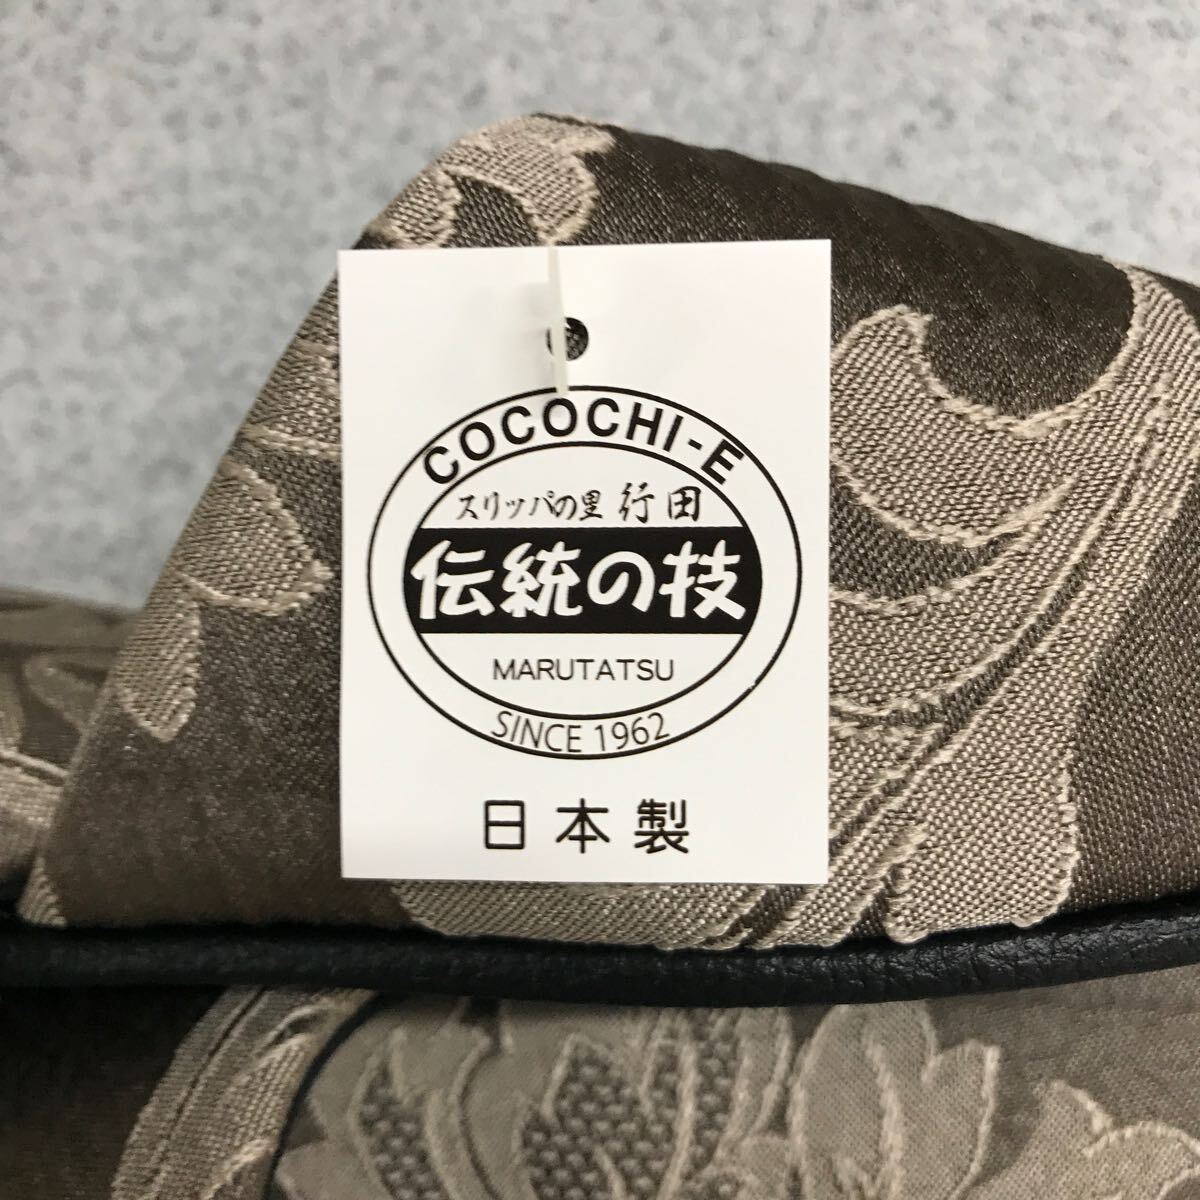 COCOCHI-E
スリッパの里 行田
伝統の技
MARUTATSU
SINCE 1962
日本製